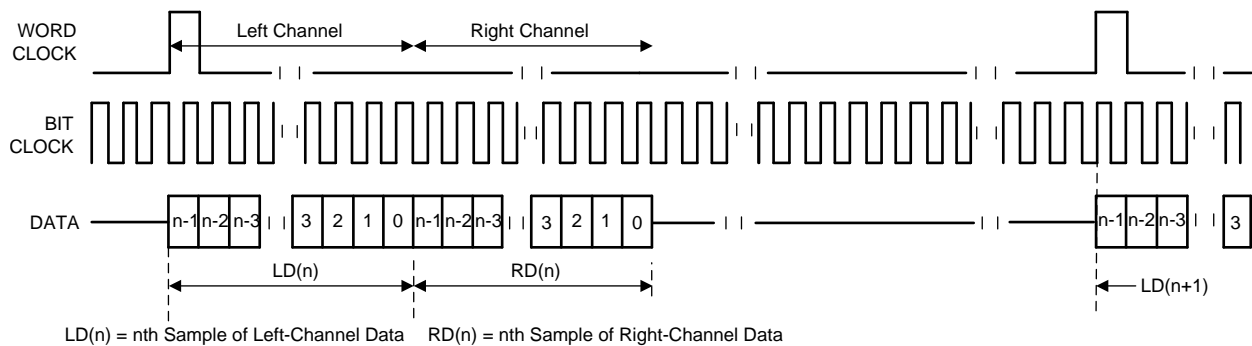 WORD
CLOCK
Left Channel
Right Channel
BIT
CLOCK
DATA
n-1 n-2 n-3 3 2 1 0 n-1 n-2 n-3 3 2 1 0 n-1 n-2 n-3 3
LD(n)
RD(n)
LD(n+1)
LD(n) = nth Sample of Left-Channel Data
RD(n) = nth Sample of Right-Channel Data